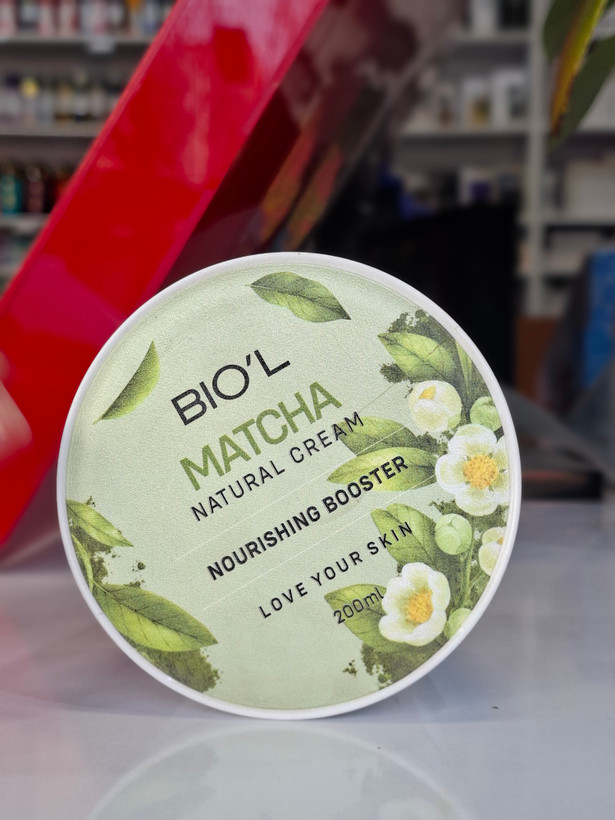 BIO'L
MATCHA
NATURAL CREAM
NOURISHING BOOSTER
LOVE YOUR SKIN
200ml